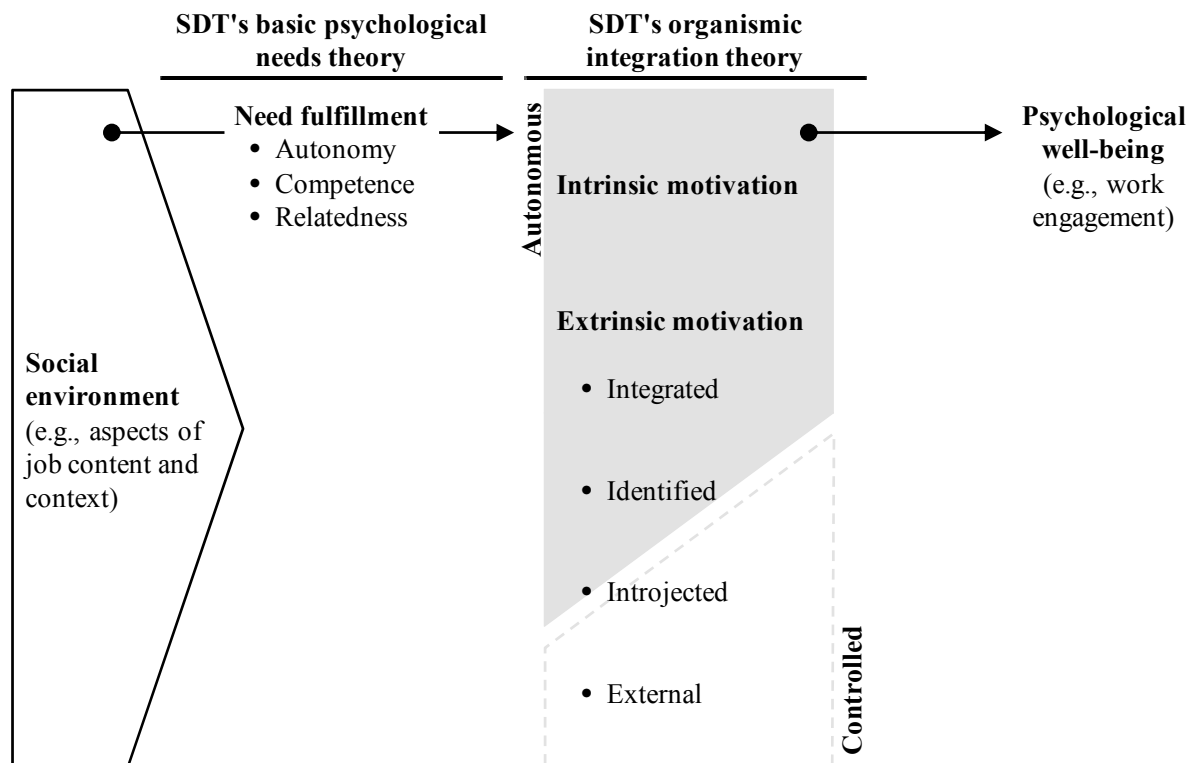 SDT's basic psychological
needs theory
SDT's organismic
integration theory
Need fulfillment
• Autonomy
• Competence
• Relatedness
Autonomous
Intrinsic motivation
Extrinsic motivation
• Integrated
• Identified
• Introjected
• External
Controlled
Psychological
well-being
(e.g., work
engagement)
Social
environment
(e.g., aspects of
job content and
context)